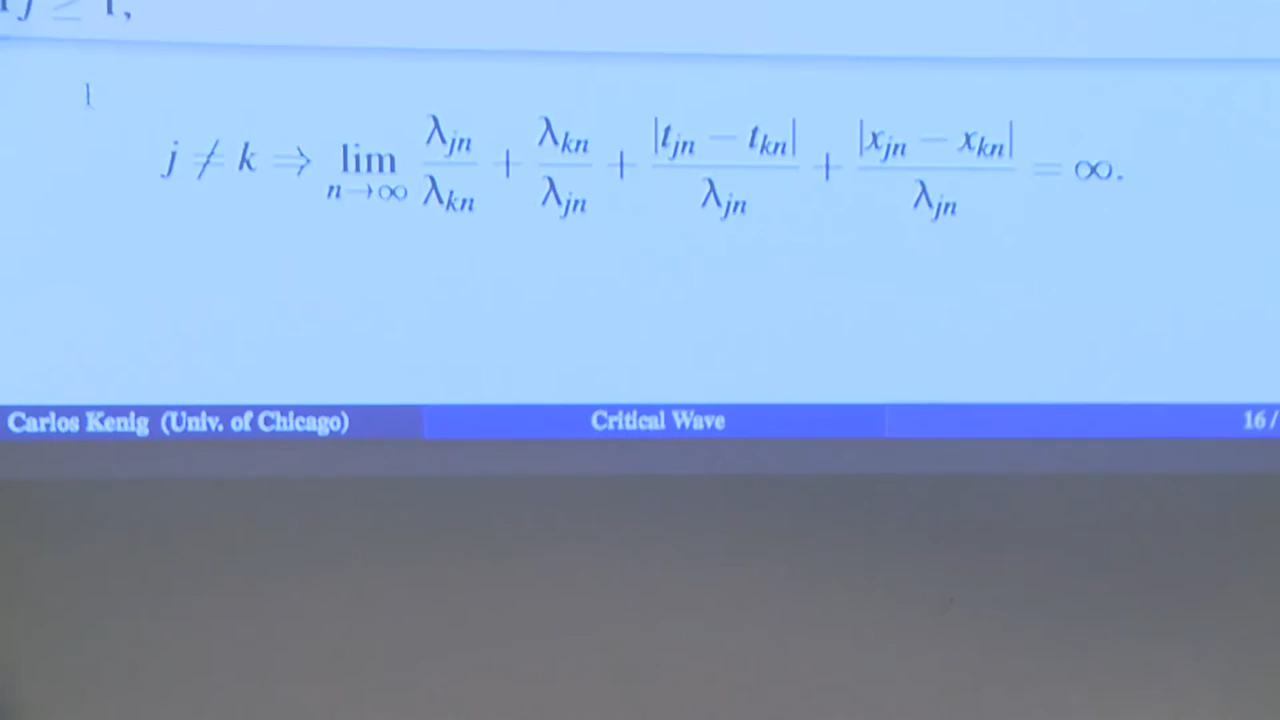 j ≥ 1,
j ≠ k ⇒ lim_{n→∞} λ_{jn}/λ_{kn} + λ_{kn}/λ_{jn} + |t_{jn} − t_{kn}|/λ_{jn} + |x_{jn} − x_{kn}|/λ_{jn} = ∞.
Carlos Kenig (Univ. of Chicago) Critical Wave 16 /